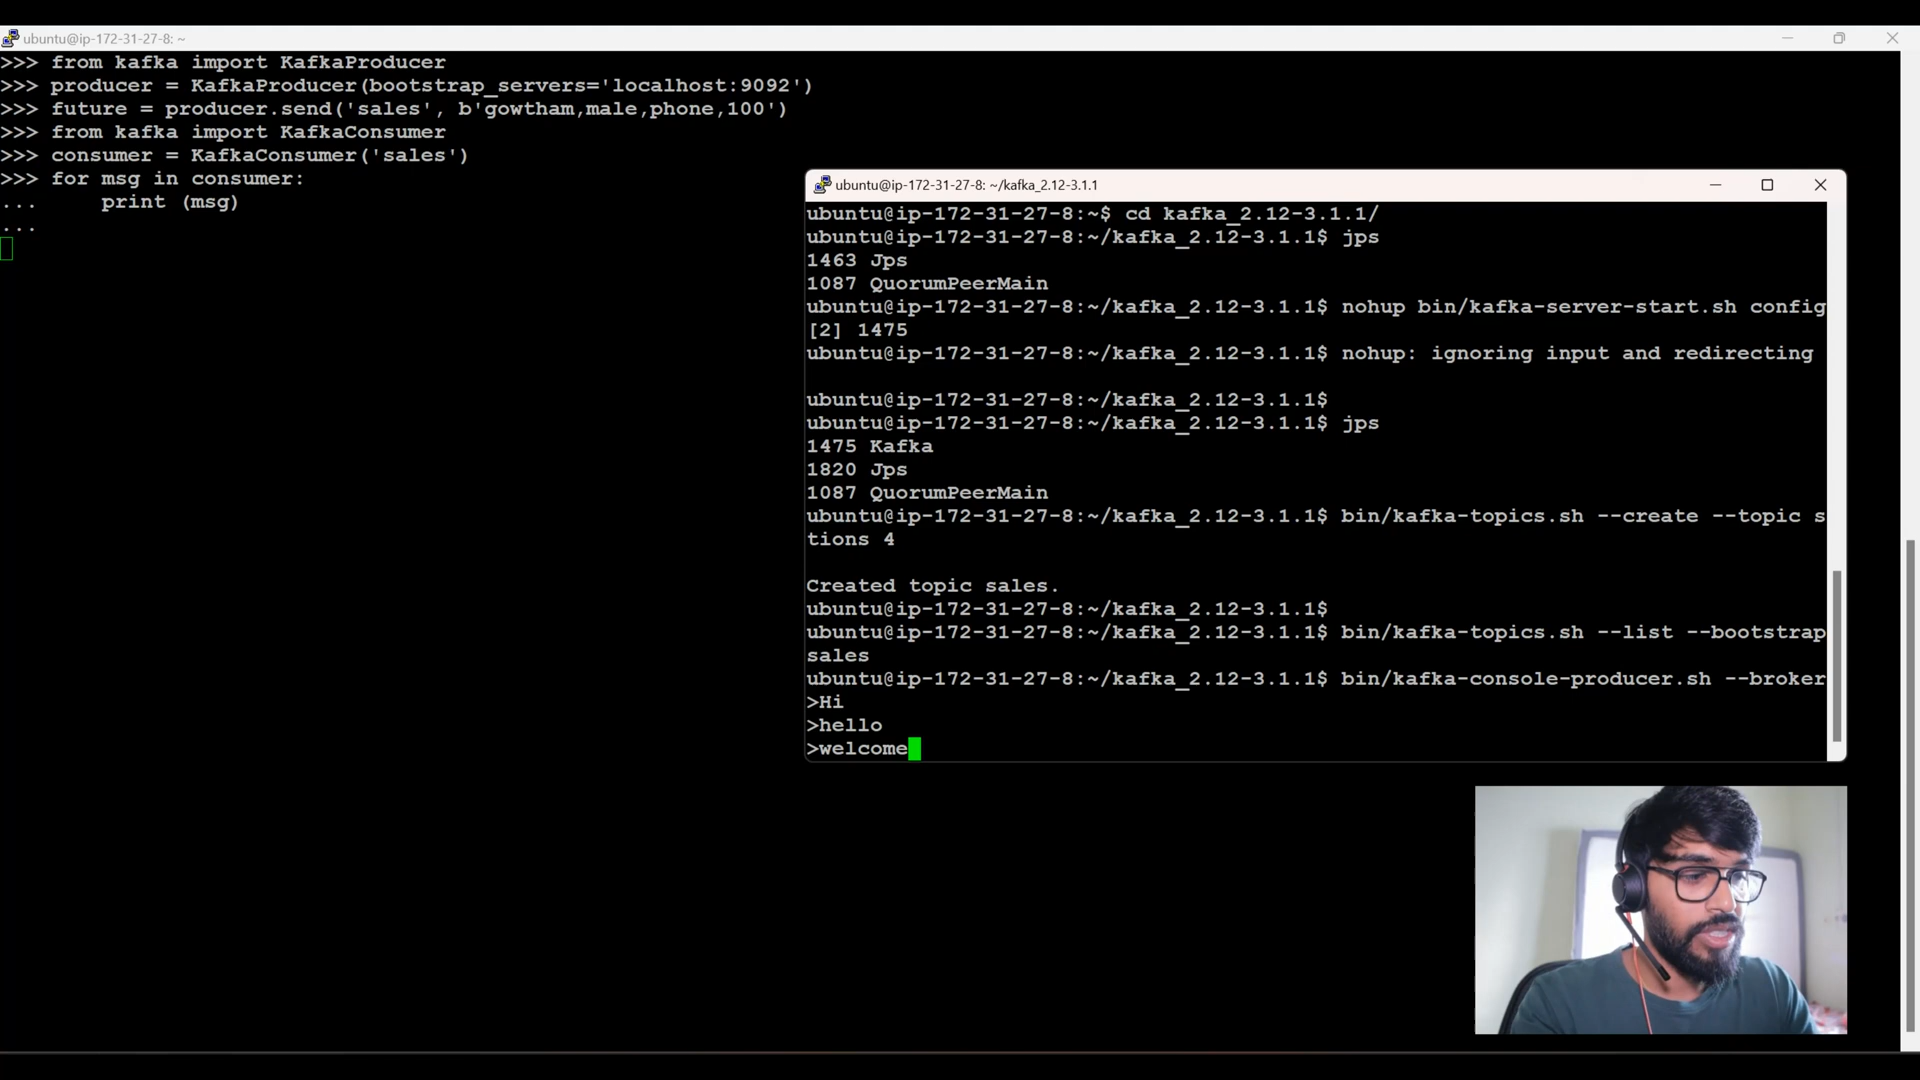 ubuntu@ip-172-31-27-8: ~
>>> from kafka import KafkaProducer
>>> producer = KafkaProducer(bootstrap_servers='localhost:9092')
>>> future = producer.send('sales', b'gowtham,male,phone,100')
>>> from kafka import KafkaConsumer
>>> consumer = KafkaConsumer('sales')
>>> for msg in consumer:
...     print (msg)
...
ubuntu@ip-172-31-27-8: ~/kafka_2.12-3.1.1
ubuntu@ip-172-31-27-8:~$ cd kafka_2.12-3.1.1/
ubuntu@ip-172-31-27-8:~/kafka_2.12-3.1.1$ jps
1463 Jps
1087 QuorumPeerMain
ubuntu@ip-172-31-27-8:~/kafka_2.12-3.1.1$ nohup bin/kafka-server-start.sh config
[2] 1475
ubuntu@ip-172-31-27-8:~/kafka_2.12-3.1.1$ nohup: ignoring input and redirecting
ubuntu@ip-172-31-27-8:~/kafka_2.12-3.1.1$
ubuntu@ip-172-31-27-8:~/kafka_2.12-3.1.1$ jps
1475 Kafka
1820 Jps
1087 QuorumPeerMain
ubuntu@ip-172-31-27-8:~/kafka_2.12-3.1.1$ bin/kafka-topics.sh --create --topic s
tions 4
Created topic sales.
ubuntu@ip-172-31-27-8:~/kafka_2.12-3.1.1$
ubuntu@ip-172-31-27-8:~/kafka_2.12-3.1.1$ bin/kafka-topics.sh --list --bootstrap
sales
ubuntu@ip-172-31-27-8:~/kafka_2.12-3.1.1$ bin/kafka-console-producer.sh --broker
>Hi
>hello
>welcome